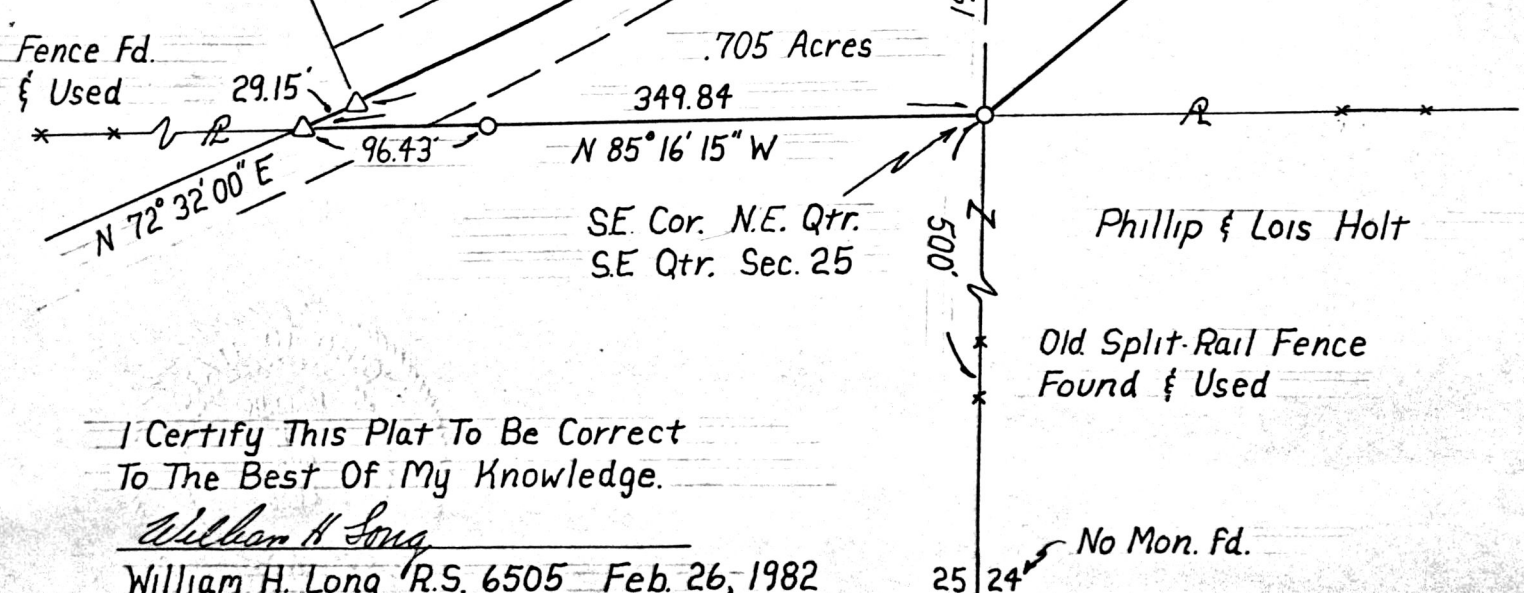 Fence Fd.
& Used
29.15'
.705 Acres
349.84
96.43'
N 85° 16' 15" W
N 72° 32' 00" E
S.E. Cor. N.E. Qtr.
S.E Qtr. Sec. 25
500'
Phillip & Lois Holt
Old Split-Rail Fence
Found & Used
I Certify This Plat To Be Correct
To The Best Of My Knowledge.
William H Long
William H. Long R.S. 6505 Feb. 26, 1982
No Mon. Fd.
25 24